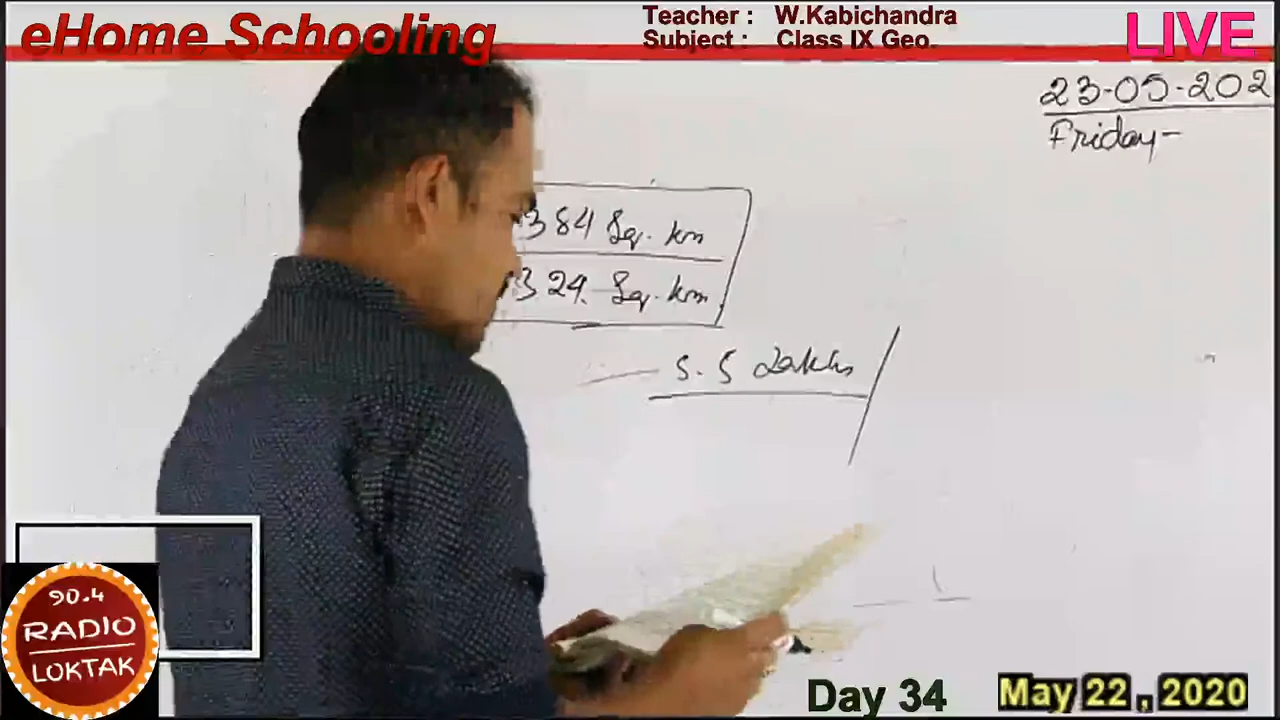 eHome Schooling
Teacher : W.Kabichandra
Subject : Class IX Geo.
LIVE
23-05-202
Friday-
384 Sq. km
324. Sq. km
5.5 Lakhs
90.4
RADIO
LOKTAK
Day 34
May 22 , 2020